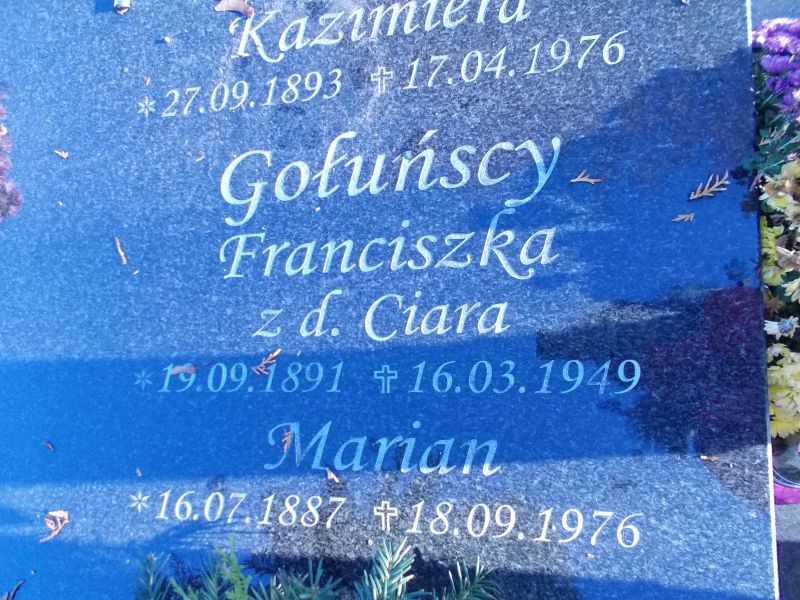 Kazimiera
*27.09.1893 ✝ 17.04.1976
Gołuńscy
Franciszka
z d. Ciara
*19.09.1891 ✝ 16.03.1949
Marian
*16.07.1887 ✝ 18.09.1976